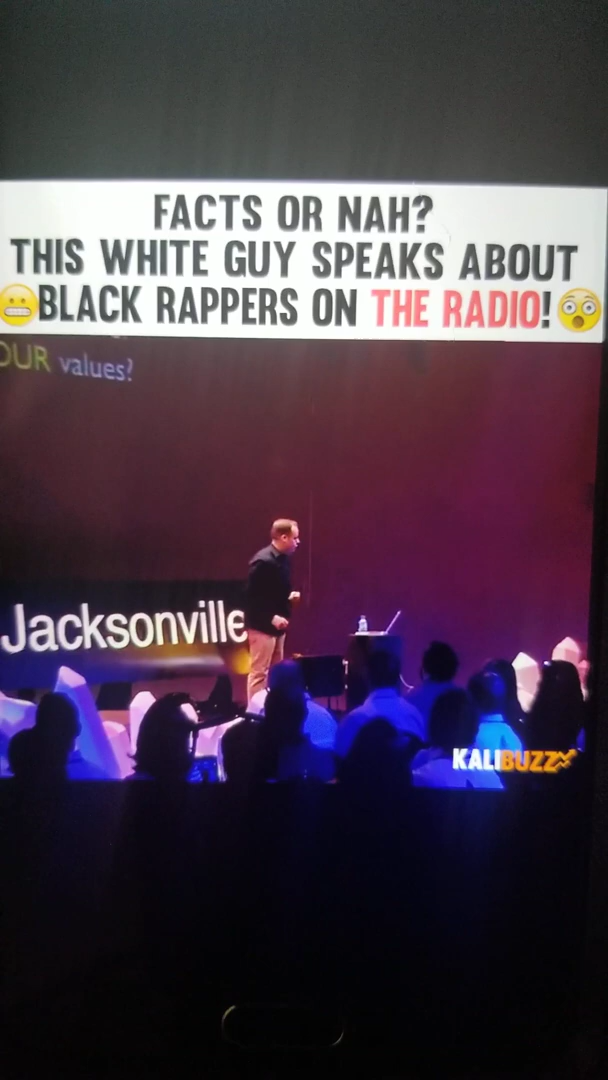 FACTS OR NAH?
THIS WHITE GUY SPEAKS ABOUT
😬BLACK RAPPERS ON THE RADIO!😲
OUR values?
Jacksonville
KALIBUZZ